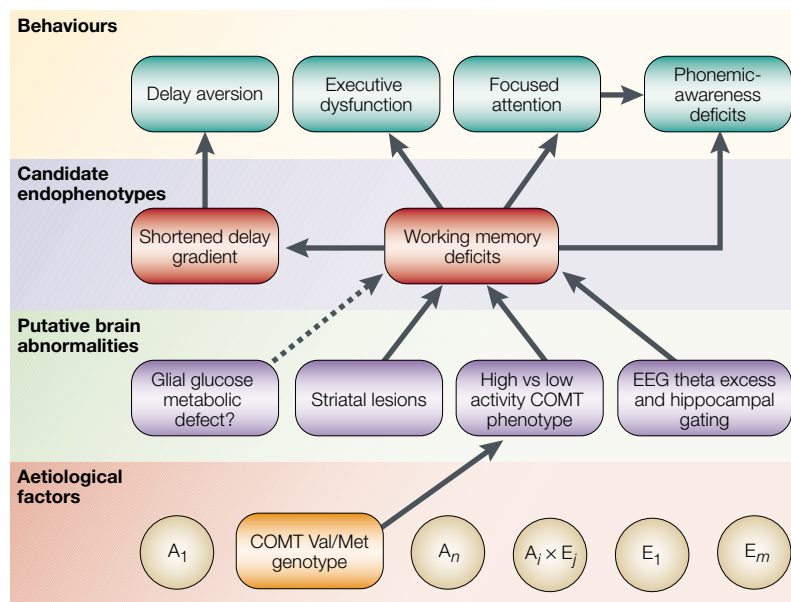 Behaviours
Delay aversion
Executive
dysfunction
Focused
attention
Phonemic-
awareness
deficits
Candidate
endophenotypes
Shortened delay
gradient
Working memory
deficits
Putative brain
abnormalities
Glial glucose
metabolic
defect?
Striatal lesions
High vs low
activity COMT
phenotype
EEG theta excess
and hippocampal
gating
Aetiological
factors
A1
COMT Val/Met
genotype
An
Ai × Ej
E1
Em